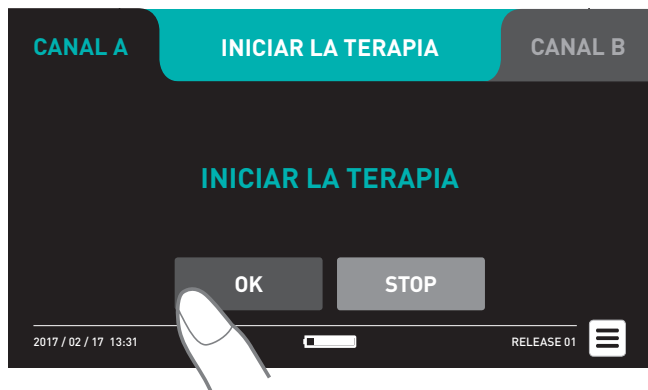 CANAL A
INICIAR LA TERAPIA
CANAL B
INICIAR LA TERAPIA
OK
STOP
2017 / 02 / 17 13:31
RELEASE 01